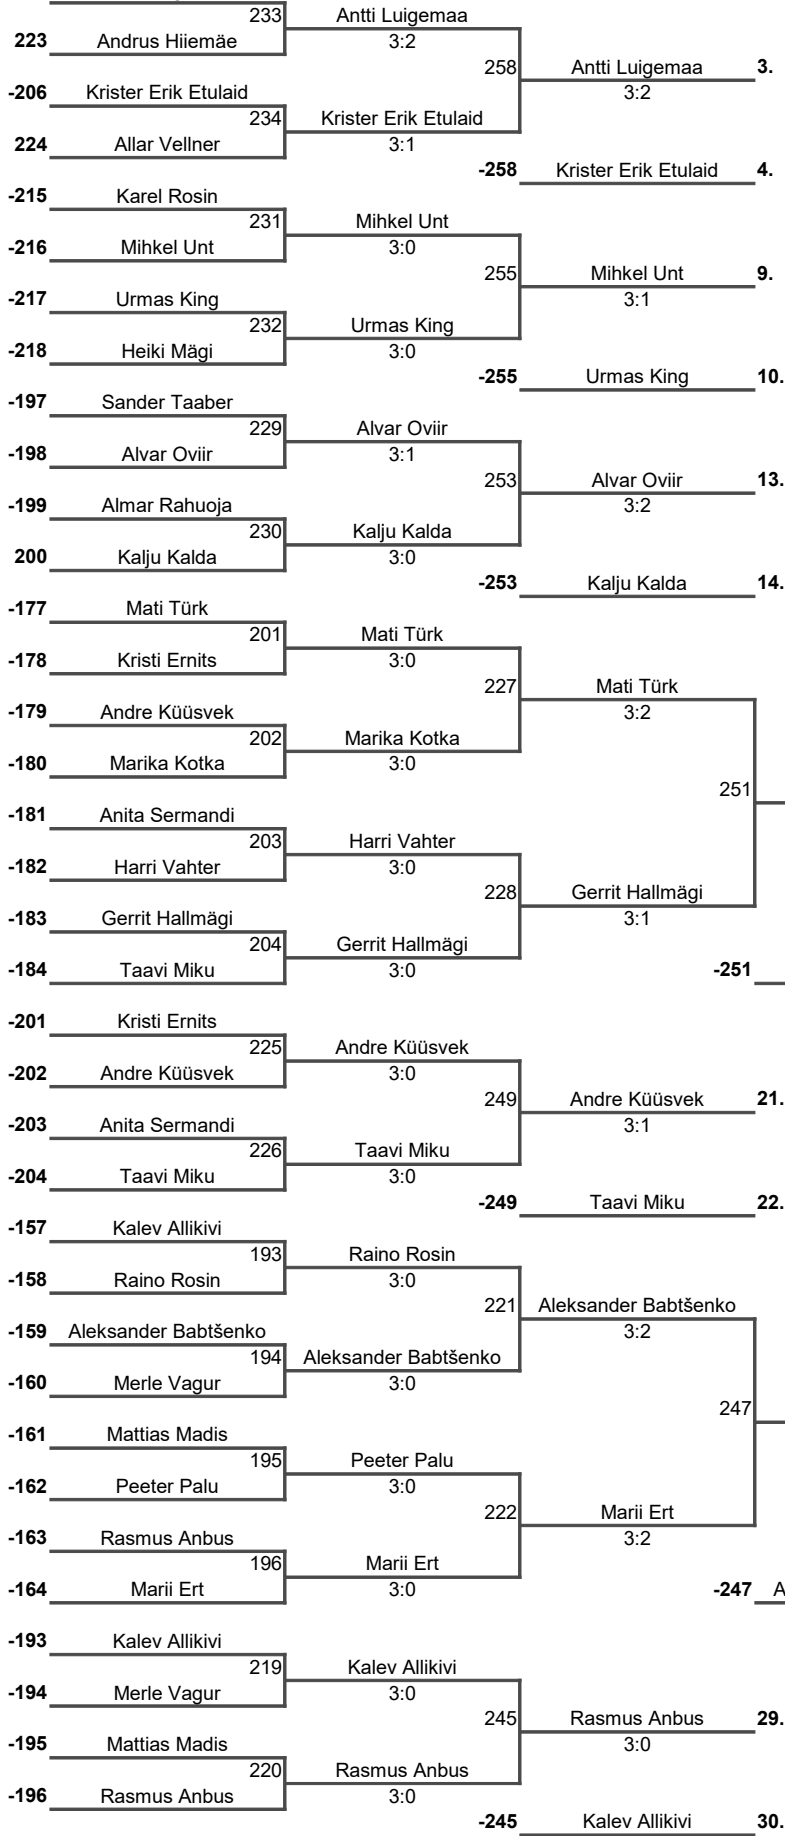 233
Antti Luigemaa
223
Andrus Hiiemäe
3:2
258
Antti Luigemaa
3.
-206
Krister Erik Etulaid
3:2
234
Krister Erik Etulaid
224
Allar Vellner
3:1
-258
Krister Erik Etulaid
4.
-215
Karel Rosin
231
Mihkel Unt
-216
Mihkel Unt
3:0
255
Mihkel Unt
9.
-217
Urmas King
3:1
232
Urmas King
-218
Heiki Mägi
3:0
-255
Urmas King
10.
-197
Sander Taaber
229
Alvar Oviir
-198
Alvar Oviir
3:1
253
Alvar Oviir
13.
-199
Almar Rahuoja
3:2
230
Kalju Kalda
200
Kalju Kalda
3:0
-253
Kalju Kalda
14.
-177
Mati Türk
201
Mati Türk
-178
Kristi Ernits
3:0
227
Mati Türk
-179
Andre Küüsvek
3:2
202
Marika Kotka
-180
Marika Kotka
3:0
251
-181
Anita Sermandi
203
Harri Vahter
-182
Harri Vahter
3:0
228
Gerrit Hallmägi
-183
Gerrit Hallmägi
3:1
204
Gerrit Hallmägi
-184
Taavi Miku
3:0
-251
-201
Kristi Ernits
225
Andre Küüsvek
-202
Andre Küüsvek
3:0
249
Andre Küüsvek
21.
-203
Anita Sermandi
3:1
226
Taavi Miku
-204
Taavi Miku
3:0
-249
Taavi Miku
22.
-157
Kalev Allikivi
193
Raino Rosin
-158
Raino Rosin
3:0
221
Aleksander Babtšenko
-159
Aleksander Babtšenko
3:2
194
Aleksander Babtšenko
-160
Merle Vagur
3:0
247
-161
Mattias Madis
195
Peeter Palu
-162
Peeter Palu
3:0
222
Marii Ert
-163
Rasmus Anbus
3:2
196
Marii Ert
-164
Marii Ert
3:0
-247
A
-193
Kalev Allikivi
219
Kalev Allikivi
-194
Merle Vagur
3:0
245
Rasmus Anbus
29.
-195
Mattias Madis
3:0
220
Rasmus Anbus
-196
Rasmus Anbus
3:0
-245
Kalev Allikivi
30.